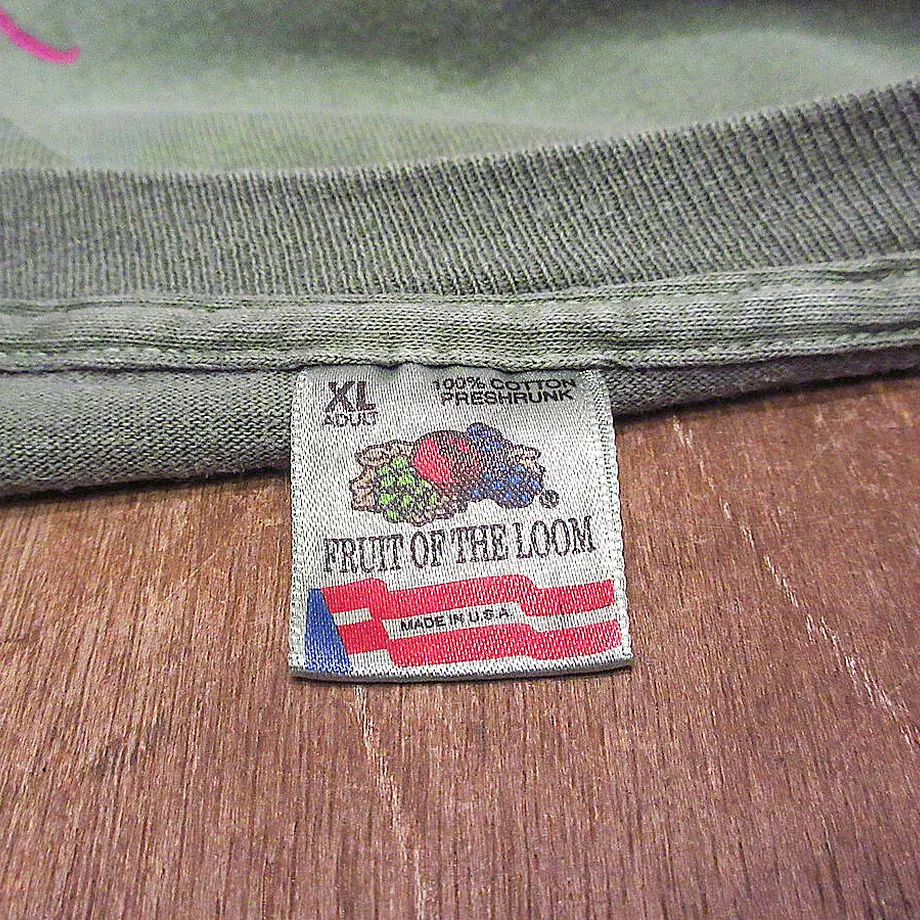 XL
ADULT
100% COTTON
PRESHRUNK
FRUIT OF THE LOOM
MADE IN U.S.A